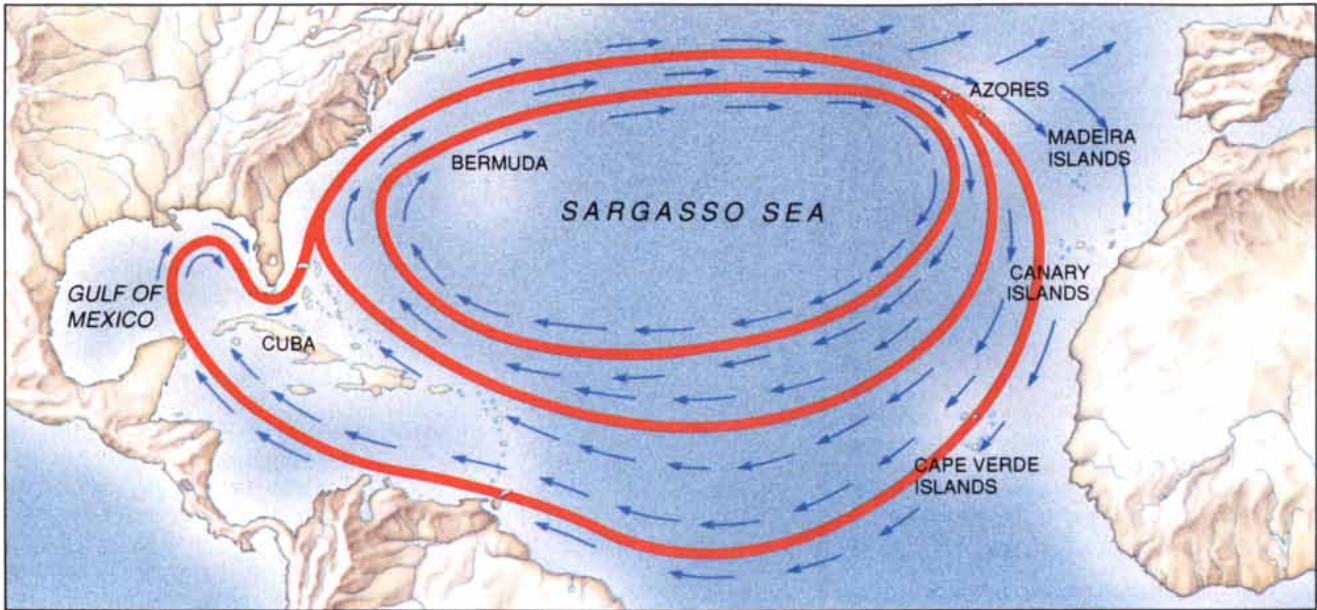 AZORES
MADEIRA
ISLANDS
BERMUDA
SARGASSO SEA
CANARY
ISLANDS
GULF OF
MEXICO
CUBA
CAPE VERDE
ISLANDS